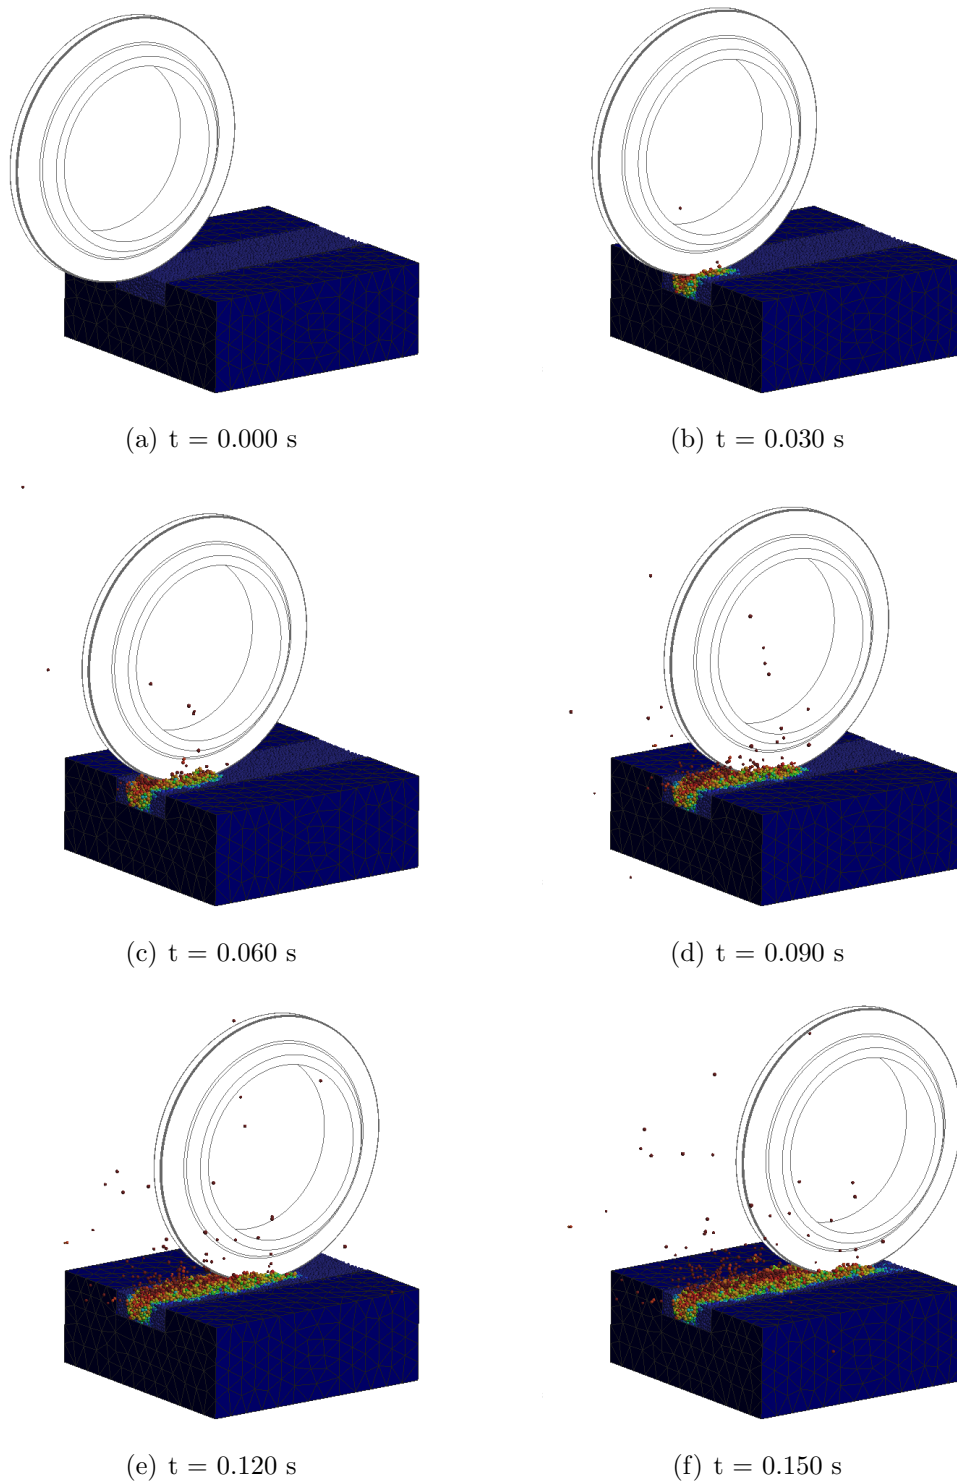 (a) t = 0.000 s
(b) t = 0.030 s
(c) t = 0.060 s
(d) t = 0.090 s
(e) t = 0.120 s
(f) t = 0.150 s